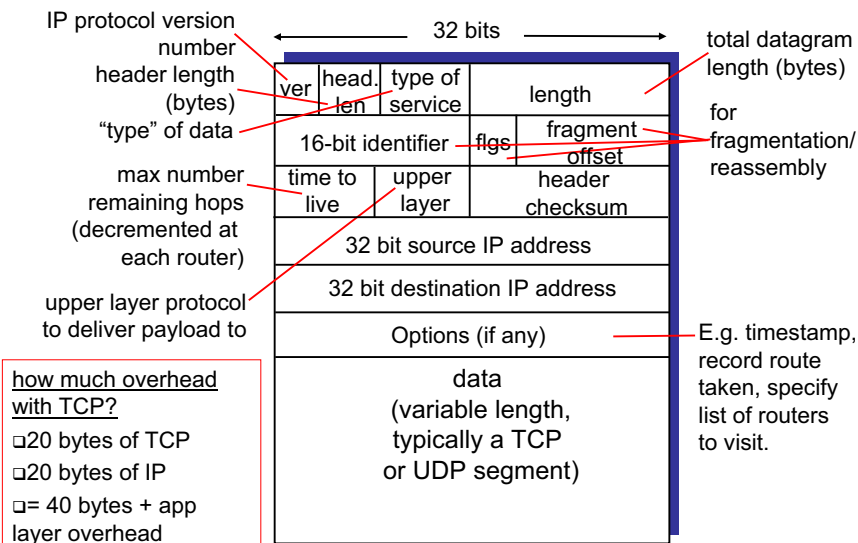 IP protocol version
number
header length
(bytes)
“type” of data
max number
remaining hops
(decremented at
each router)
upper layer protocol
to deliver payload to
how much overhead
with TCP?
❑20 bytes of TCP
❑20 bytes of IP
❑= 40 bytes + app
layer overhead
32 bits
ver
head.
len
type of
service
length
16-bit identifier
flgs
fragment
offset
time to
live
upper
layer
header
checksum
32 bit source IP address
32 bit destination IP address
Options (if any)
data
(variable length,
typically a TCP
or UDP segment)
total datagram
length (bytes)
for
fragmentation/
reassembly
E.g. timestamp,
record route
taken, specify
list of routers
to visit.